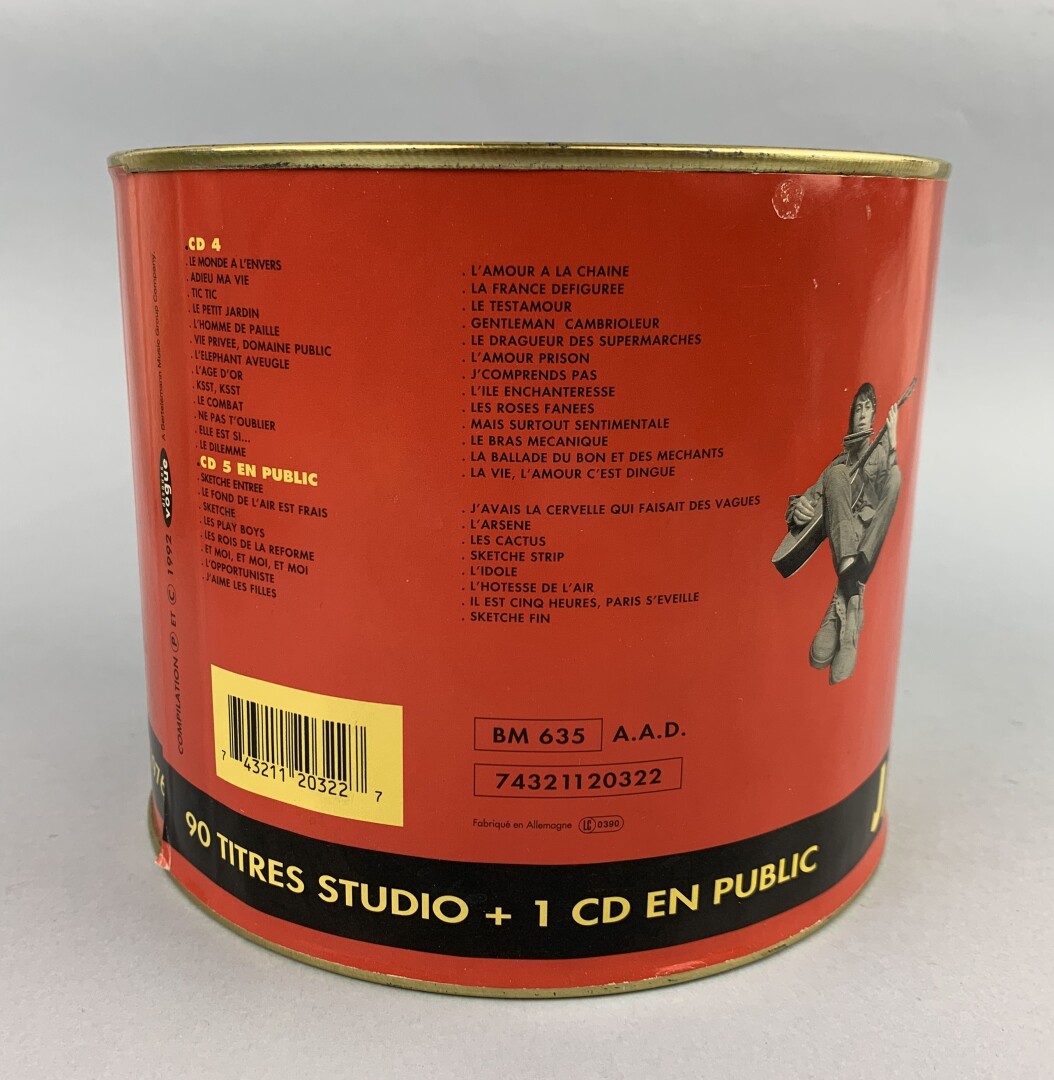 . CD 4
. LE MONDE A L'ENVERS
. ADIEU MA VIE
. TIC TIC
. LE PETIT JARDIN
. L'HOMME DE PAILLE
. VIE PRIVEE, DOMAINE PUBLIC
. L'ELEPHANT AVEUGLE
. L'AGE D'OR
. KSST, KSST
. LE COMBAT
. NE PAS T'OUBLIER
. ELLE EST SI...
. LE DILEMME
. L'AMOUR A LA CHAINE
. LA FRANCE DEFIGUREE
. LE TESTAMOUR
. GENTLEMAN CAMBRIOLEUR
. LE DRAGUEUR DES SUPERMARCHES
. L'AMOUR PRISON
. J'COMPRENDS PAS
. L'ILE ENCHANTERESSE
. LES ROSES FANEES
. MAIS SURTOUT SENTIMENTALE
. LE BRAS MECANIQUE
. LA BALLADE DU BON ET DES MECHANTS
. LA VIE, L'AMOUR C'EST DINGUE
. CD 5 EN PUBLIC
. SKETCHE ENTREE
. LE FOND DE L'AIR EST FRAIS
. SKETCHE
. LES PLAY BOYS
. LES ROIS DE LA REFORME
. ET MOI, ET MOI, ET MOI
. L'OPPORTUNISTE
. J'AIME LES FILLES
. J'AVAIS LA CERVELLE QUI FAISAIT DES VAGUES
. L'ARSENE
. LES CACTUS
. SKETCHE STRIP
. L'IDOLE
. L'HOTESSE DE L'AIR
. IL EST CINQ HEURES, PARIS S'EVEILLE
. SKETCHE FIN
COMPILATION Ⓟ ET © 1992 vogue A Bertelsmann Music Group Company
7 43211 20322 7
BM 635 A.A.D.
74321120322
Fabriqué en Allemagne LC 0390
90 TITRES STUDIO + 1 CD EN PUBLIC
J